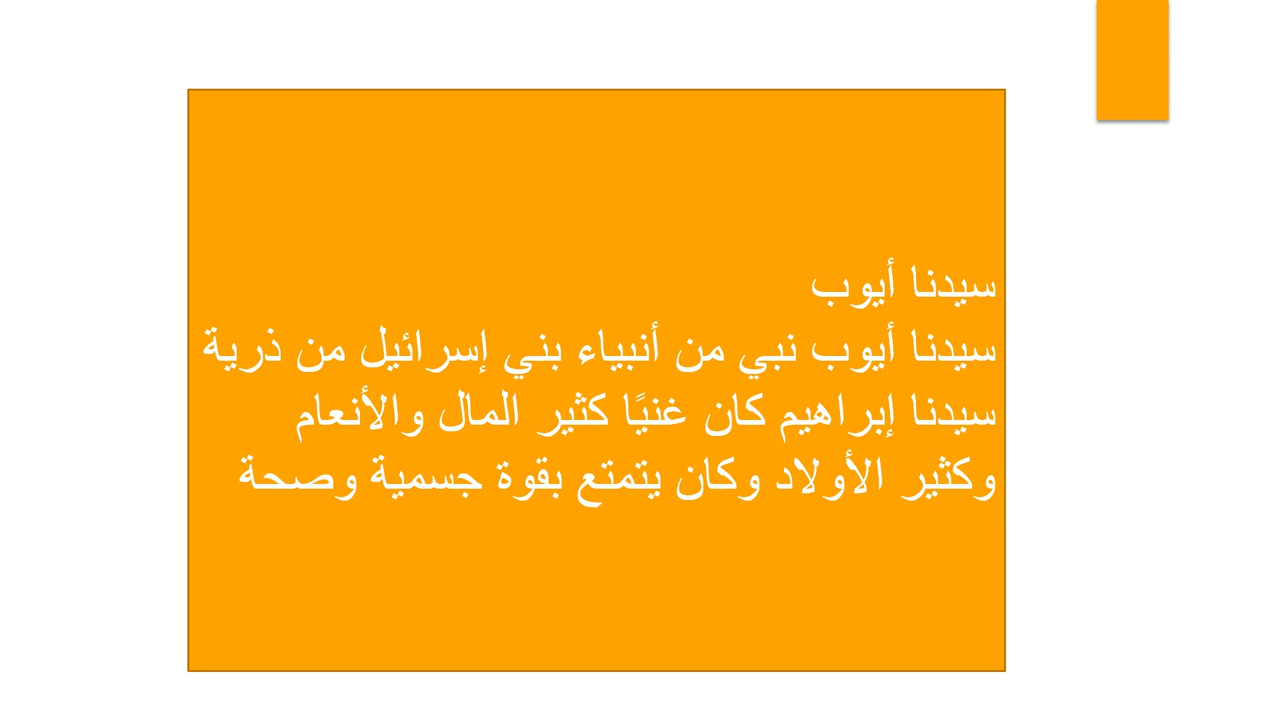 سيدنا أيوب
سيدنا أيوب نبي من أنبياء بني إسرائيل من ذرية
سيدنا إبراهيم كان غنيًا كثير المال والأنعام
وكثير الأولاد وكان يتمتع بقوة جسمية وصحة